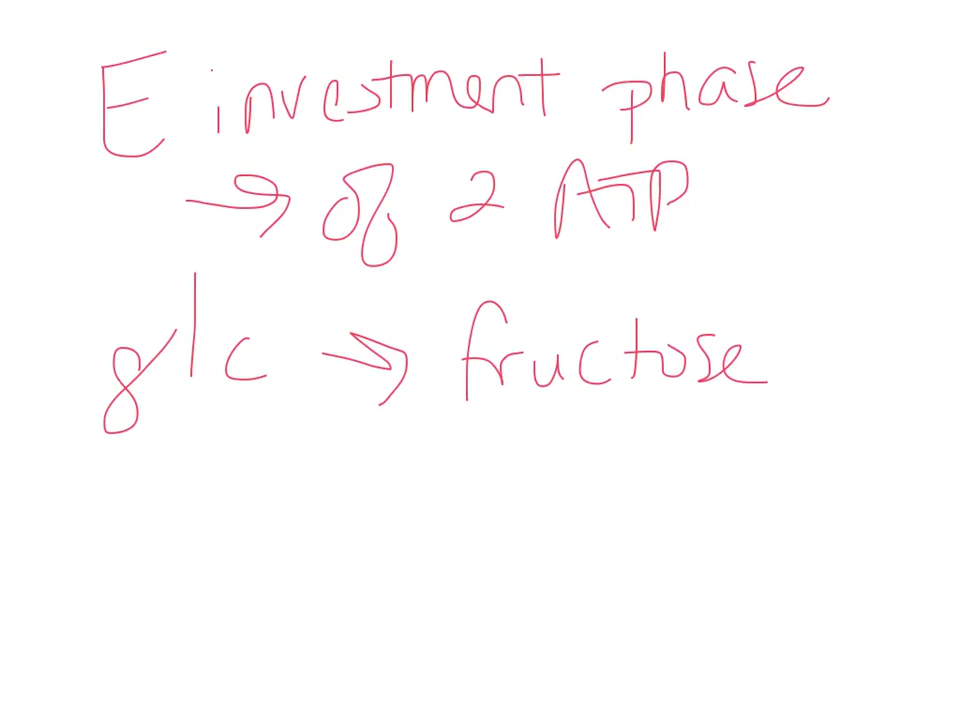 E investment phase
→ of 2 ATP
glc → fructose